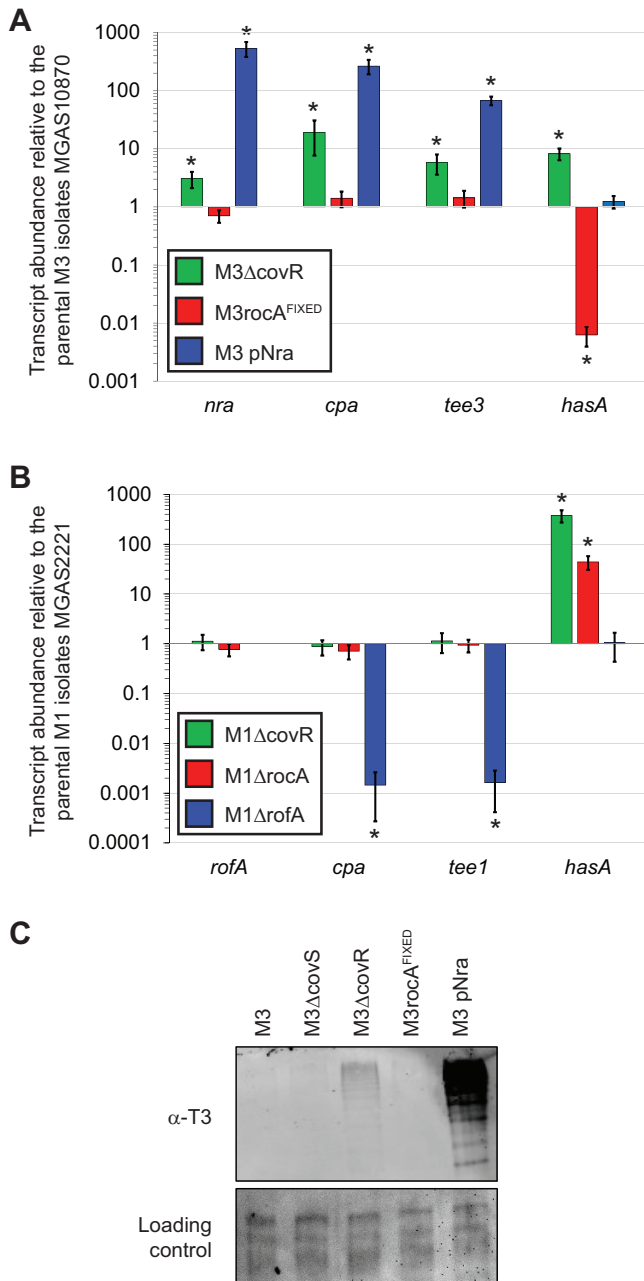 A
Transcript abundance relative to the
parental M3 isolates MGAS10870
1000
100
10
1
0.1
0.01
0.001
* * * * * * * *
M3ΔcovR
M3rocAFIXED
M3 pNra
nra cpa tee3 hasA
B
Transcript abundance relative to the
parental M1 isolates MGAS2221
1000
100
10
1
0.1
0.01
0.001
0.0001
* * * *
M1ΔcovR
M1ΔrocA
M1ΔrofA
rofA cpa tee1 hasA
C
M3
M3ΔcovS
M3ΔcovR
M3rocAFIXED
M3 pNra
α-T3
Loading
control